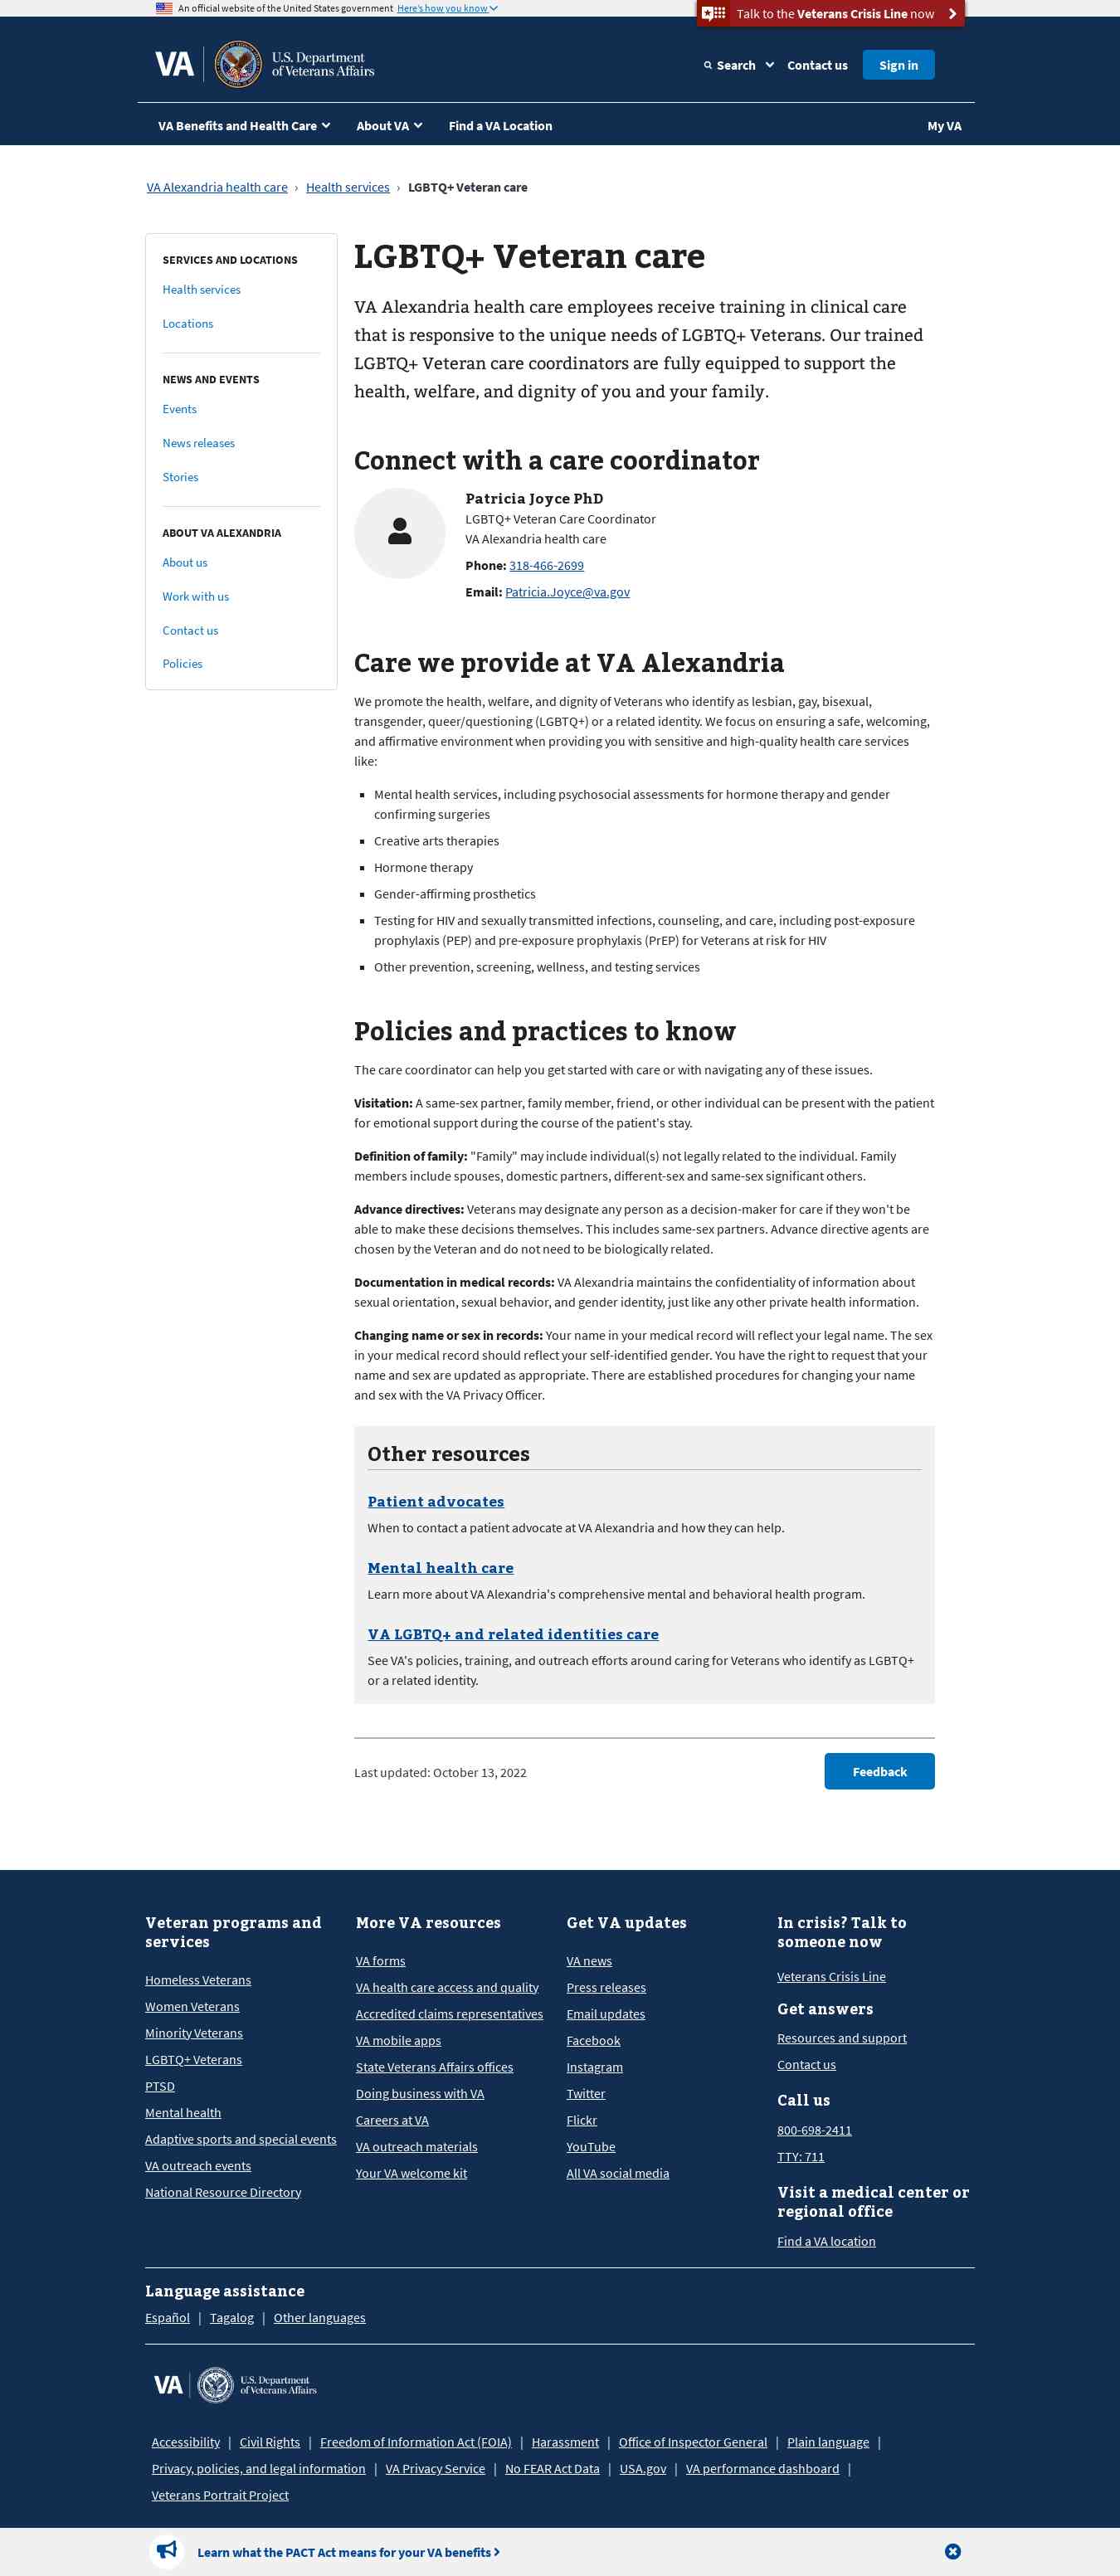 An official website of the United States government Here's how you know
Talk to the Veterans Crisis Line now
VA U.S. Department
of Veterans Affairs
Search Contact us Sign in
VA Benefits and Health Care About VA Find a VA Location My VA
VA Alexandria health care › Health services › LGBTQ+ Veteran care
SERVICES AND LOCATIONS
Health services
Locations
NEWS AND EVENTS
Events
News releases
Stories
ABOUT VA ALEXANDRIA
About us
Work with us
Contact us
Policies
LGBTQ+ Veteran care
VA Alexandria health care employees receive training in clinical care
that is responsive to the unique needs of LGBTQ+ Veterans. Our trained
LGBTQ+ Veteran care coordinators are fully equipped to support the
health, welfare, and dignity of you and your family.
Connect with a care coordinator
Patricia Joyce PhD
LGBTQ+ Veteran Care Coordinator
VA Alexandria health care
Phone: 318-466-2699
Email: Patricia.Joyce@va.gov
Care we provide at VA Alexandria
We promote the health, welfare, and dignity of Veterans who identify as lesbian, gay, bisexual,
transgender, queer/questioning (LGBTQ+) or a related identity. We focus on ensuring a safe, welcoming,
and affirmative environment when providing you with sensitive and high-quality health care services
like:
▪ Mental health services, including psychosocial assessments for hormone therapy and gender
confirming surgeries
▪ Creative arts therapies
▪ Hormone therapy
▪ Gender-affirming prosthetics
▪ Testing for HIV and sexually transmitted infections, counseling, and care, including post-exposure
prophylaxis (PEP) and pre-exposure prophylaxis (PrEP) for Veterans at risk for HIV
▪ Other prevention, screening, wellness, and testing services
Policies and practices to know
The care coordinator can help you get started with care or with navigating any of these issues.
Visitation: A same-sex partner, family member, friend, or other individual can be present with the patient
for emotional support during the course of the patient's stay.
Definition of family: "Family" may include individual(s) not legally related to the individual. Family
members include spouses, domestic partners, different-sex and same-sex significant others.
Advance directives: Veterans may designate any person as a decision-maker for care if they won't be
able to make these decisions themselves. This includes same-sex partners. Advance directive agents are
chosen by the Veteran and do not need to be biologically related.
Documentation in medical records: VA Alexandria maintains the confidentiality of information about
sexual orientation, sexual behavior, and gender identity, just like any other private health information.
Changing name or sex in records: Your name in your medical record will reflect your legal name. The sex
in your medical record should reflect your self-identified gender. You have the right to request that your
name and sex are updated as appropriate. There are established procedures for changing your name
and sex with the VA Privacy Officer.
Other resources
Patient advocates
When to contact a patient advocate at VA Alexandria and how they can help.
Mental health care
Learn more about VA Alexandria's comprehensive mental and behavioral health program.
VA LGBTQ+ and related identities care
See VA's policies, training, and outreach efforts around caring for Veterans who identify as LGBTQ+
or a related identity.
Last updated: October 13, 2022
Feedback
Veteran programs and
services
Homeless Veterans
Women Veterans
Minority Veterans
LGBTQ+ Veterans
PTSD
Mental health
Adaptive sports and special events
VA outreach events
National Resource Directory
More VA resources
VA forms
VA health care access and quality
Accredited claims representatives
VA mobile apps
State Veterans Affairs offices
Doing business with VA
Careers at VA
VA outreach materials
Your VA welcome kit
Get VA updates
VA news
Press releases
Email updates
Facebook
Instagram
Twitter
Flickr
YouTube
All VA social media
In crisis? Talk to
someone now
Veterans Crisis Line
Get answers
Resources and support
Contact us
Call us
800-698-2411
TTY: 711
Visit a medical center or
regional office
Find a VA location
Language assistance
Español | Tagalog | Other languages
VA U.S. Department
of Veterans Affairs
Accessibility | Civil Rights | Freedom of Information Act (FOIA) | Harassment | Office of Inspector General | Plain language |
Privacy, policies, and legal information | VA Privacy Service | No FEAR Act Data | USA.gov | VA performance dashboard |
Veterans Portrait Project
Learn what the PACT Act means for your VA benefits